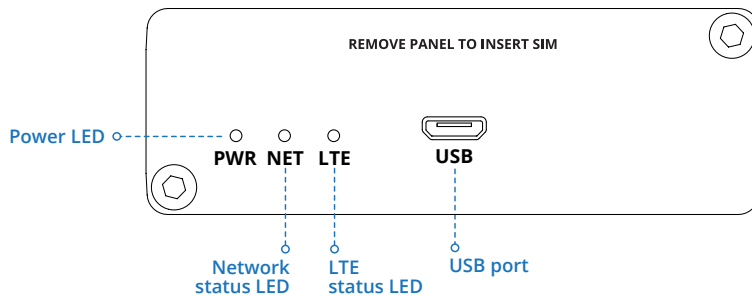 REMOVE PANEL TO INSERT SIM
Power LED
PWR NET LTE USB
Network
status LED
LTE
status LED
USB port